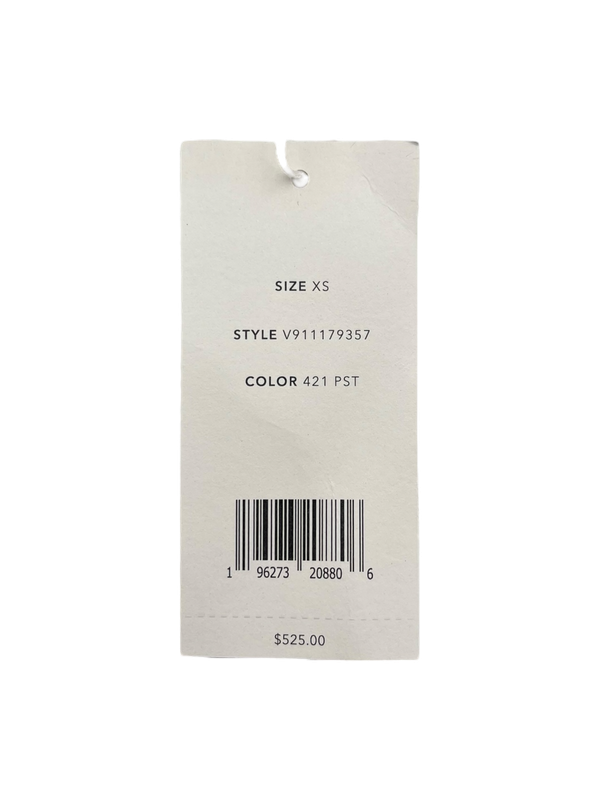 SIZE XS
STYLE V911179357
COLOR 421 PST
1 96273 20880 6
$525.00